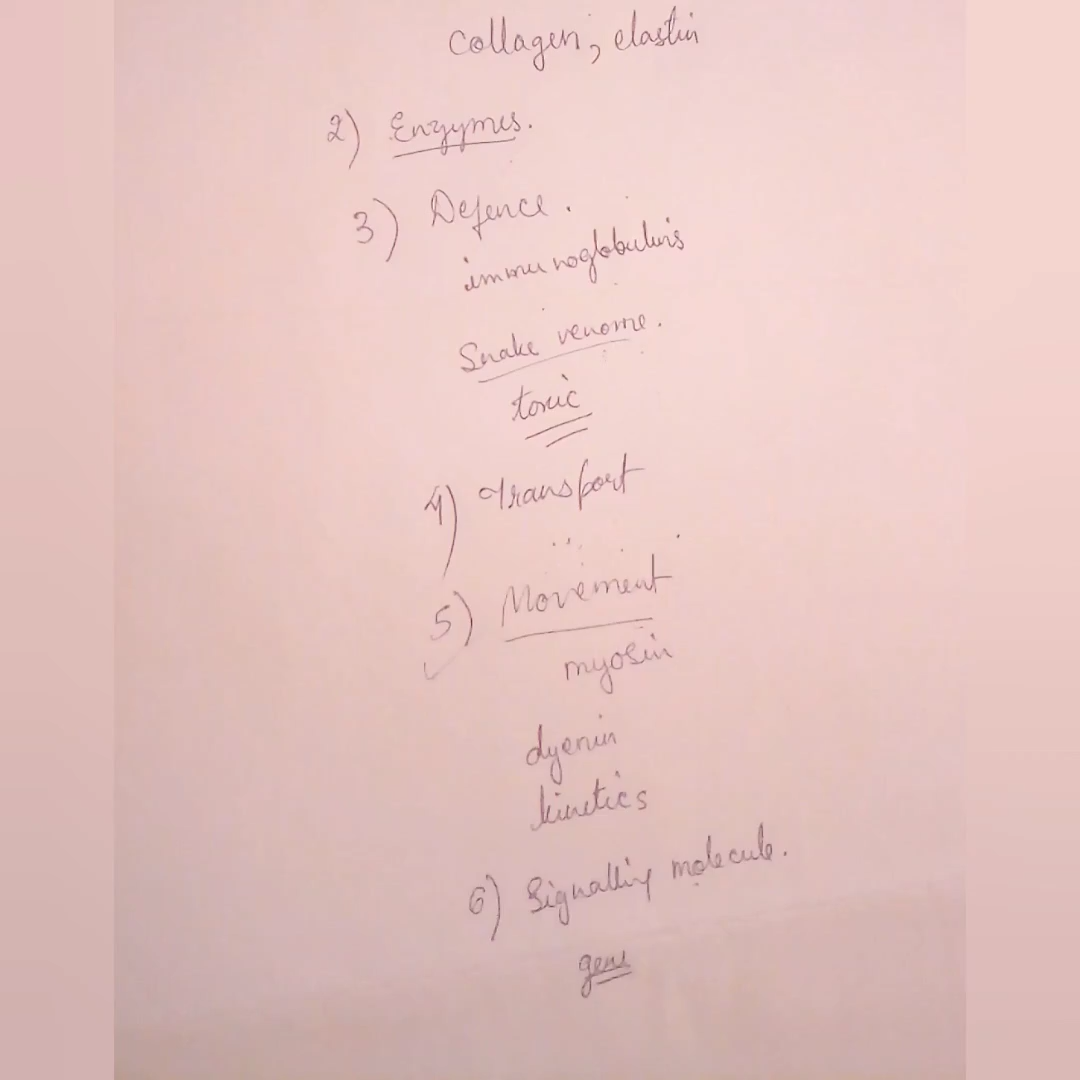 Collagen, elastin
2) Enzymes.
3) Defence.
immunoglobulins
Snake venome.
toxic
4) Transport
5) Movement
myosin
dyenin
kinetics
6) Signalling molecule.
gene